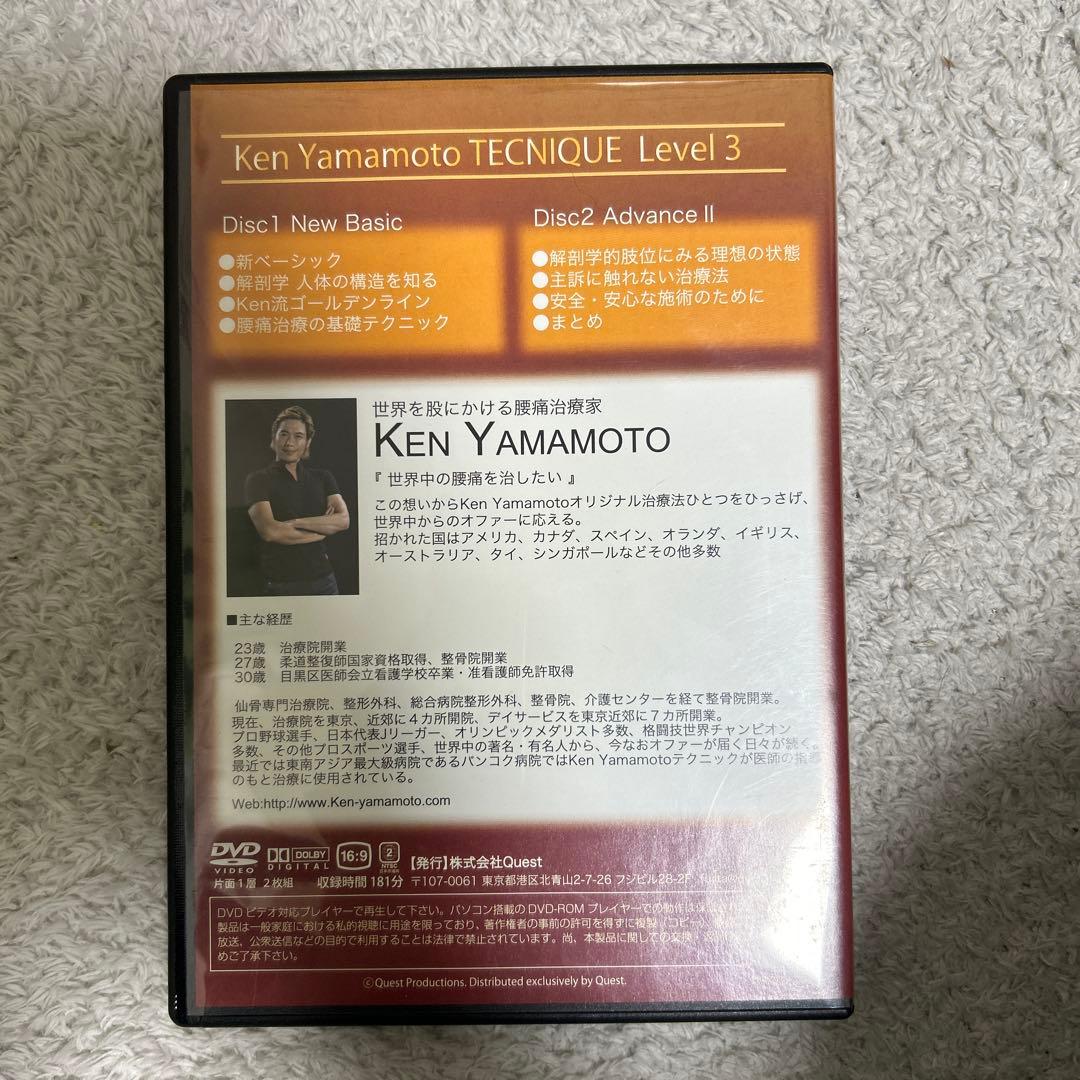 Ken Yamamoto TECNIQUE Level 3
Disc1 New Basic
●新ベーシック
●解剖学 人体の構造を知る
●Ken流ゴールデンライン
●腰痛治療の基礎テクニック
Disc2 Advance II
●解剖学的肢位にみる理想の状態
●主訴に触れない治療法
●安全・安心な施術のために
●まとめ
世界を股にかける腰痛治療家
KEN YAMAMOTO
『 世界中の腰痛を治したい 』
この想いからKen Yamamotoオリジナル治療法ひとつをひっさげ、
世界中からのオファーに応える。
招かれた国はアメリカ、カナダ、スペイン、オランダ、イギリス、
オーストラリア、タイ、シンガポールなどその他多数
■主な経歴
23歳 治療院開業
27歳 柔道整復師国家資格取得、整骨院開業
30歳 目黒区医師会立看護学校卒業・准看護師免許取得
仙骨専門治療院、整形外科、総合病院整形外科、整骨院、介護センターを経て整骨院開業。
現在、治療院を東京、近郊に４カ所開院、デイサービスを東京近郊に７カ所開業。
プロ野球選手、日本代表Jリーガー、オリンピックメダリスト多数、格闘技世界チャンピオン
多数、その他プロスポーツ選手、世界中の著名・有名人から、今なおオファーが届く日々が続く。
最近では東南アジア最大級病院であるバンコク病院ではKen Yamamotoテクニックが医師の指導
のもと治療に使用されている。
Web:http://www.Ken-yamamoto.com
DVD VIDEO DOLBY DIGITAL 16:9 2 NTSC 【発行】株式会社Quest
片面１層 ２枚組 収録時間 181分 〒107-0061 東京都港区北青山2-7-26 フジビル28-2F
DVDビデオ対応プレイヤーで再生して下さい。パソコン搭載の DVD-ROM プレイヤーでの動作は保証
製品は一般家庭における私的視聴に用途を限っており、著作権者の事前の許可を得ずに複製（コピー
放送、公衆送信などの目的で利用することは法律で禁止されています。尚、本製品に関しての交換・返
めご了承下さい。
©Quest Productions. Distributed exclusively by Quest.